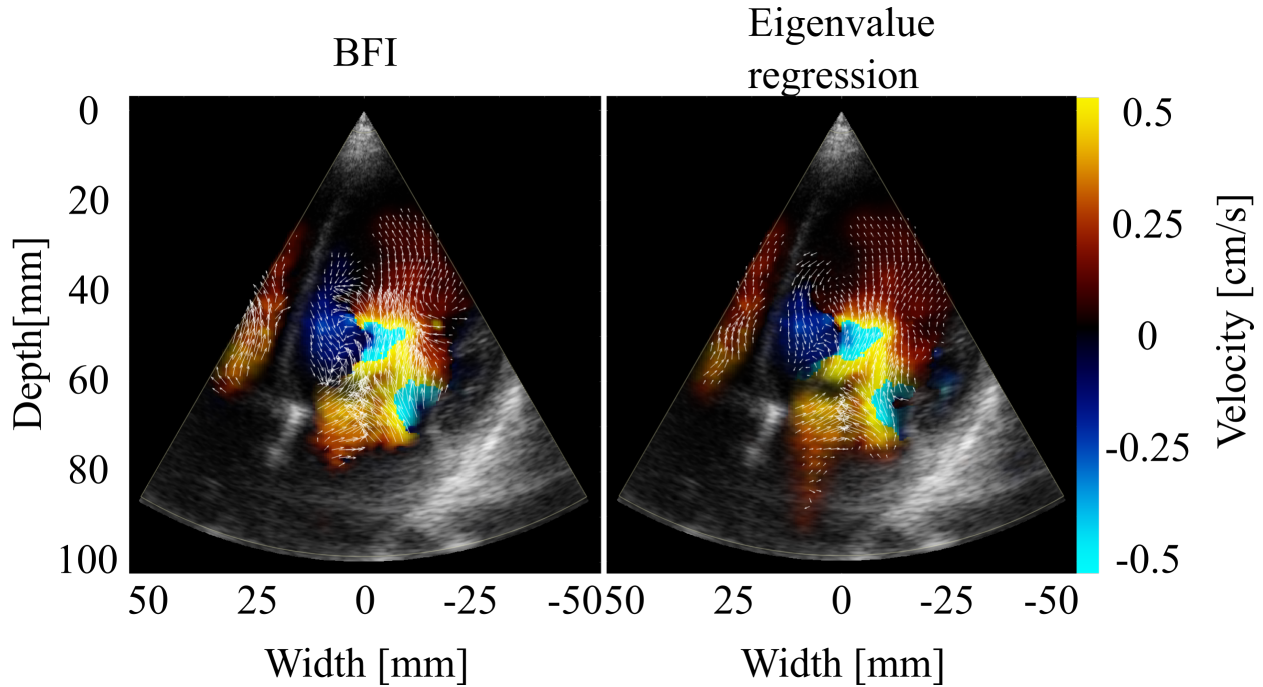 BFI
Eigenvalue
regression
0
20
40
60
80
100
Depth[mm]
50 25 0 -25 -50
50 25 0 -25 -50
Width [mm]
Width [mm]
0.5
0.25
0
-0.25
-0.5
Velocity [cm/s]